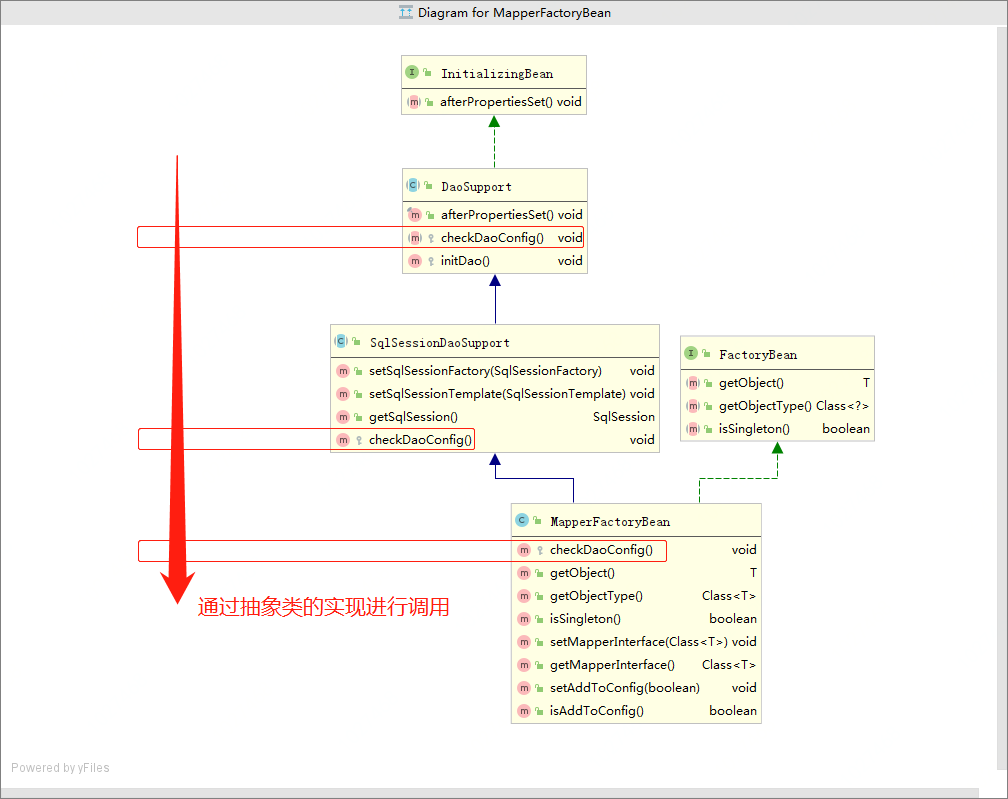 Diagram for MapperFactoryBean
InitializingBean
afterPropertiesSet() void
DaoSupport
afterPropertiesSet() void
checkDaoConfig() void
initDao() void
SqlSessionDaoSupport
setSqlSessionFactory(SqlSessionFactory) void
setSqlSessionTemplate(SqlSessionTemplate) void
getSqlSession() SqlSession
checkDaoConfig() void
FactoryBean
getObject() T
getObjectType() Class<?>
isSingleton() boolean
MapperFactoryBean
checkDaoConfig() void
getObject() T
getObjectType() Class<T>
isSingleton() boolean
setMapperInterface(Class<T>) void
getMapperInterface() Class<T>
setAddToConfig(boolean) void
isAddToConfig() boolean
通过抽象类的实现进行调用
Powered by yFiles